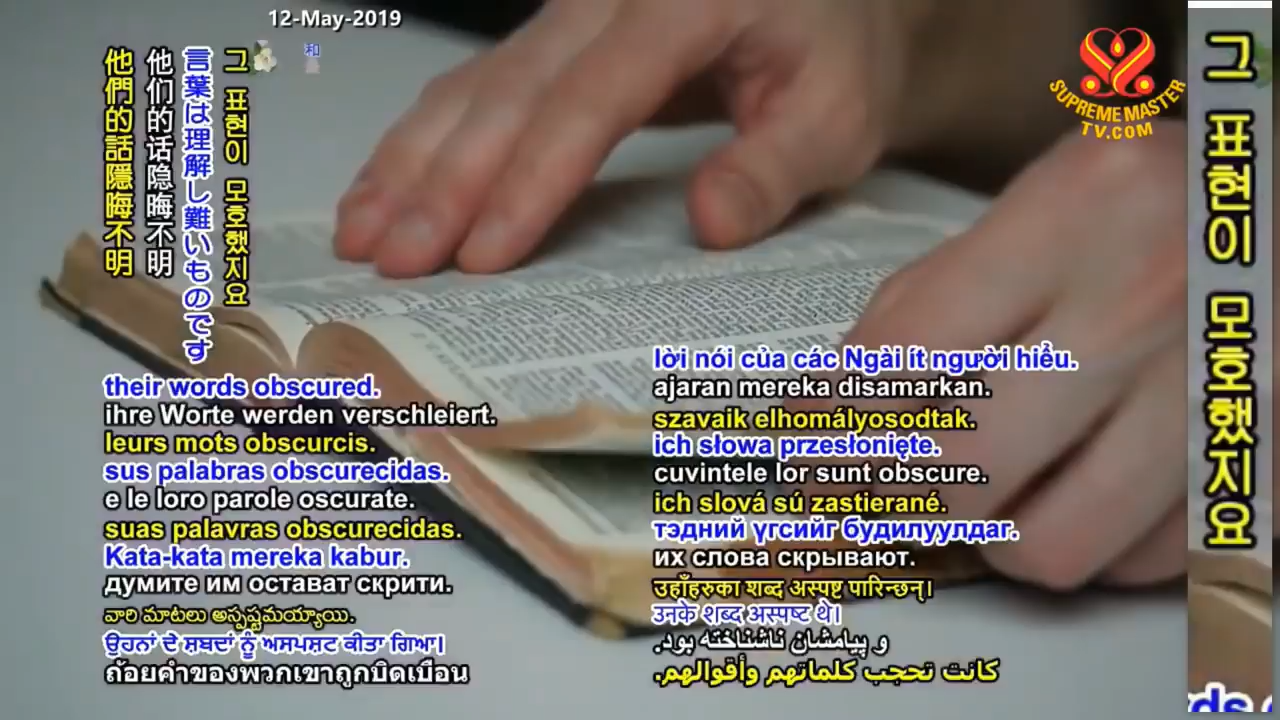 12-May-2019
SUPREME MASTER
TV.COM
和
그 표현이 모호했지요
言葉は理解し難いものです
他们的话隐晦不明
他們的話隱晦不明
their words obscured.
ihre Worte werden verschleiert.
leurs mots obscurcis.
sus palabras obscurecidas.
e le loro parole oscurate.
suas palavras obscurecidas.
Kata-kata mereka kabur.
думите им остават скрити.
వారి మాటలు అస్పష్టమయ్యాయి.
ਉਹਨਾਂ ਦੇ ਸ਼ਬਦਾਂ ਨੂੰ ਅਸਪਸ਼ਟ ਕੀਤਾ ਗਿਆ।
ถ้อยคำของพวกเขาถูกบิดเบือน
lời nói của các Ngài ít người hiểu.
ajaran mereka disamarkan.
szavaik elhomályosodtak.
ich słowa przesłonięte.
cuvintele lor sunt obscure.
ich slová sú zastierané.
тэдний үгсийг будилуулдаг.
их слова скрывают.
उहाँहरुका शब्द अस्पष्ट पारिन्छन्।
उनके शब्द अस्पष्ट थे।
و پیامشان ناشناخته بود.
كانت تحجب كلماتهم وأقوالهم.
그 표현이 모호했지요